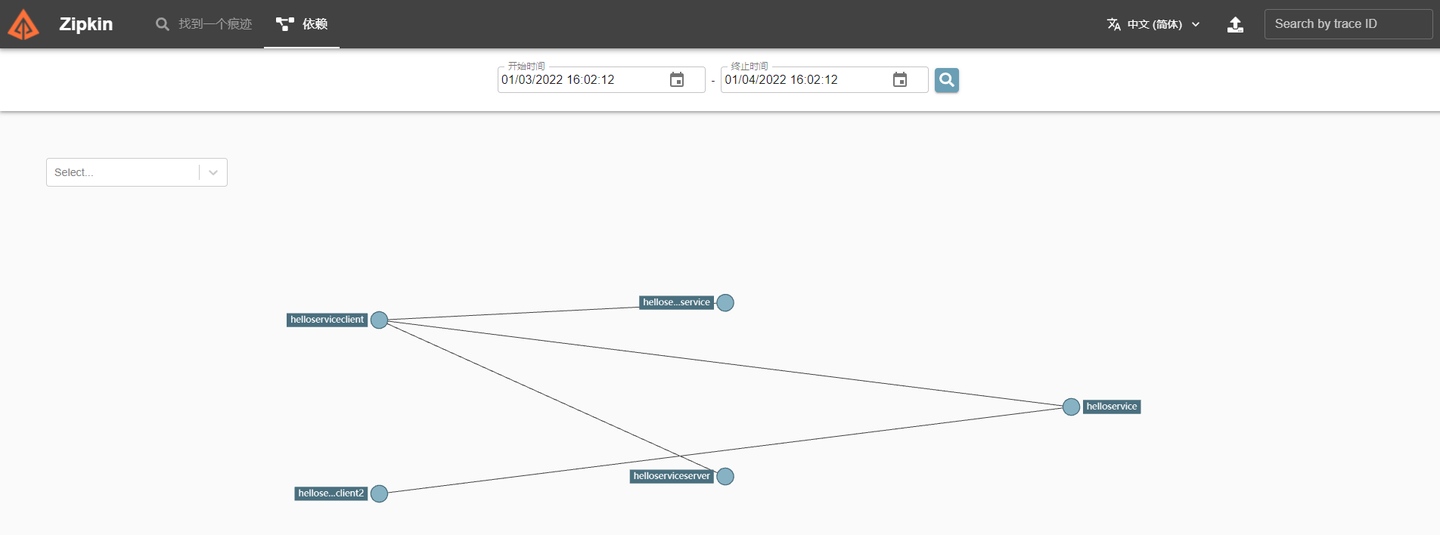 Zipkin
找到一个痕迹
依赖
中文 (简体)
Search by trace ID
开始时间
01/03/2022 16:02:12
-
终止时间
01/04/2022 16:02:12
Select...
hellose...service
helloserviceclient
helloservice
helloserviceserver
hellose...client2